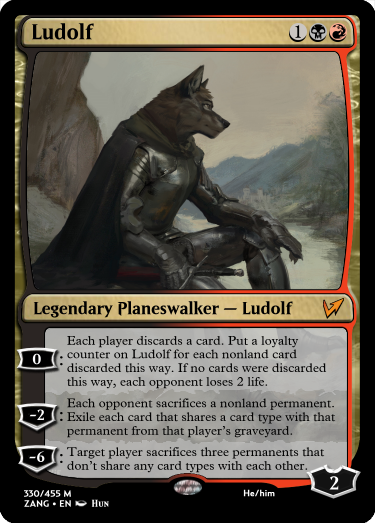 Ludolf
1
Legendary Planeswalker — Ludolf
0: Each player discards a card. Put a loyalty
counter on Ludolf for each nonland card
discarded this way. If no cards were discarded
this way, each opponent loses 2 life.
-2: Each opponent sacrifices a nonland permanent.
Exile each card that shares a card type with that
permanent from that player's graveyard.
-6: Target player sacrifices three permanents that
don't share any card types with each other.
2
330/455 M
ZANG • EN HUN
He/him